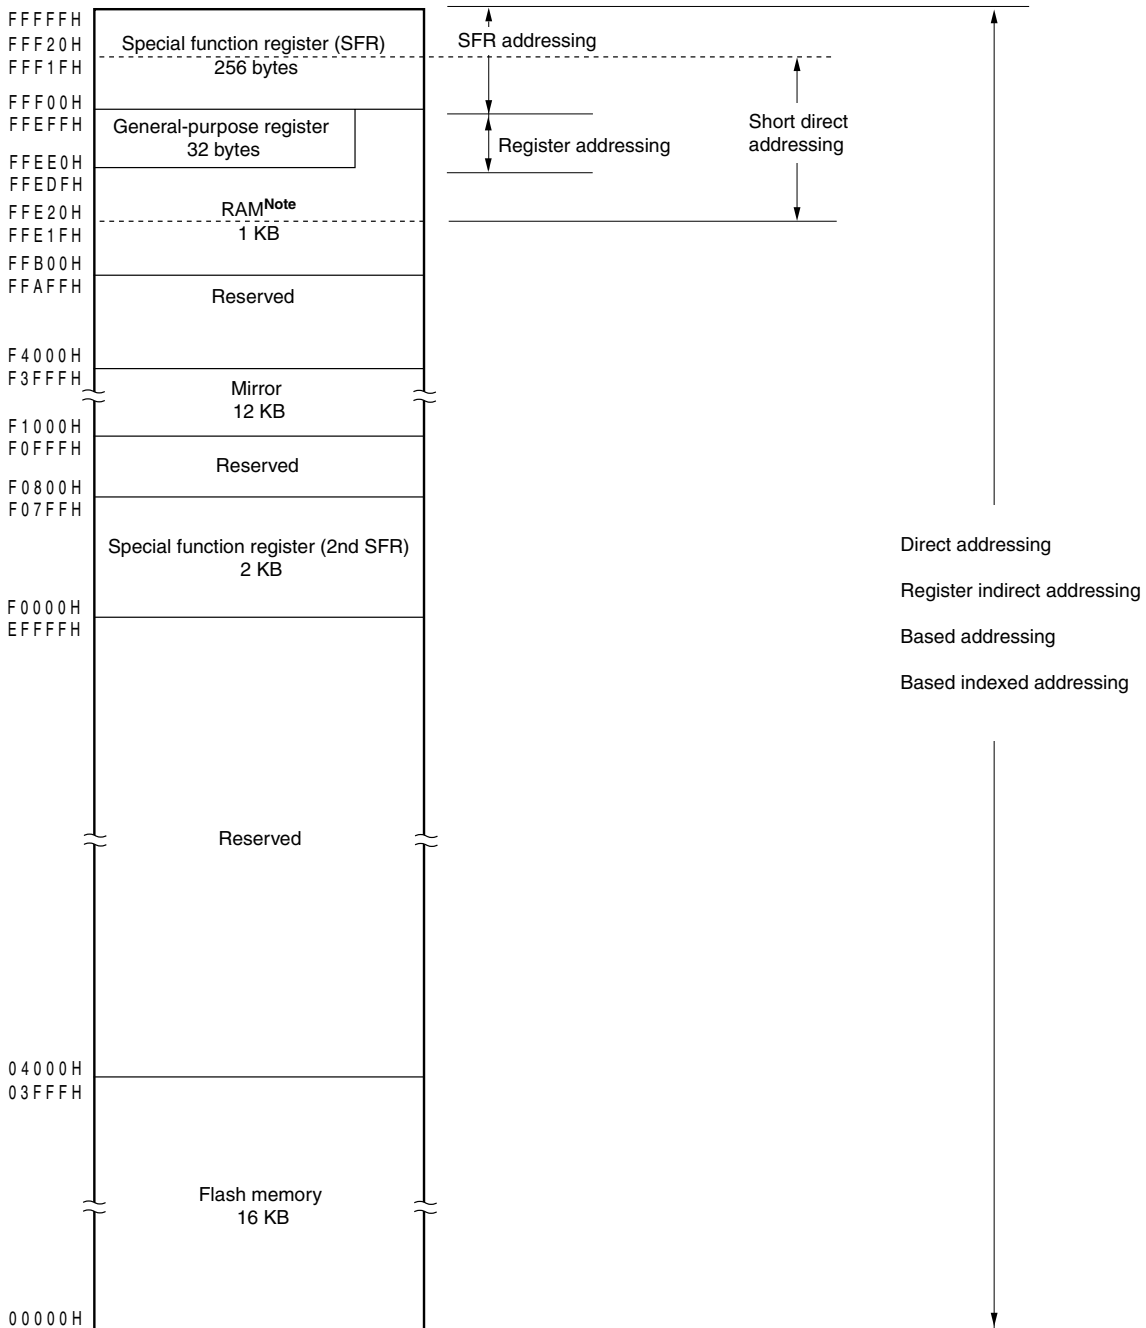 FFFFFH
FFF20H
FFF1FH
Special function register (SFR)
256 bytes
SFR addressing
FFF00H
FFEFFH
General-purpose register
32 bytes
Register addressing
Short direct
addressing
FFEE0H
FFEDFH
FFE20H
FFE1FH
RAMNote
1 KB
FFB00H
FFAFFH
Reserved
F4000H
F3FFFH
Mirror
12 KB
F1000H
F0FFFH
Reserved
F0800H
F07FFH
Special function register (2nd SFR)
2 KB
Direct addressing
Register indirect addressing
Based addressing
Based indexed addressing
F0000H
EFFFFH
Reserved
04000H
03FFFH
Flash memory
16 KB
00000H